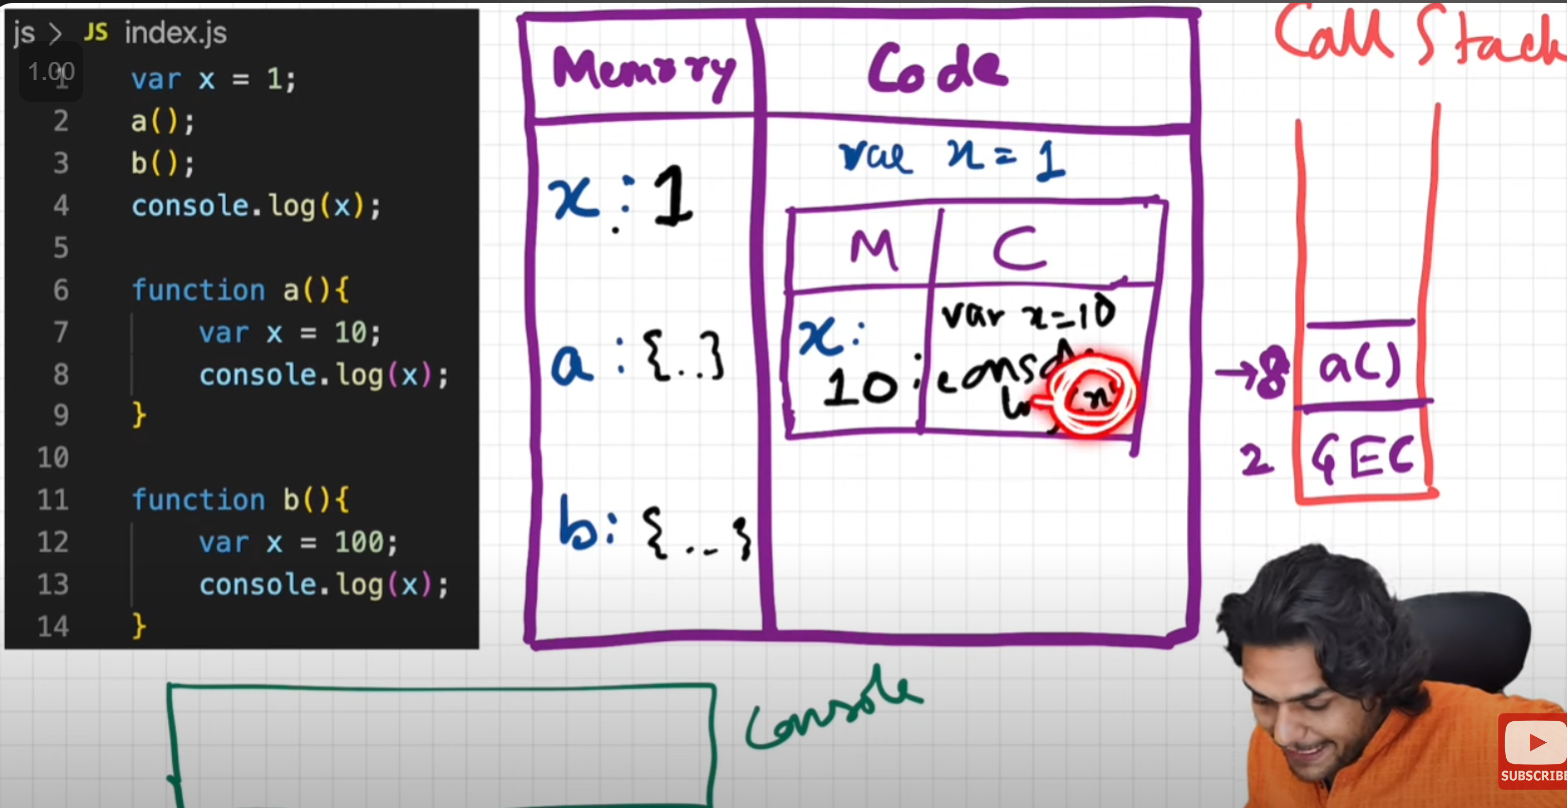 js > JS index.js
1.00
1 var x = 1;
2 a();
3 b();
4 console.log(x);
5
6 function a(){
7 var x = 10;
8 console.log(x);
9 }
10
11 function b(){
12 var x = 100;
13 console.log(x);
14 }
Memory Code
x: 1
var x = 1
M C
x: 10
var x=10
console.
log(x)
a: {..}
b: {...}
Call Stack
→8 a()
2 GEC
Console
SUBSCRIBE